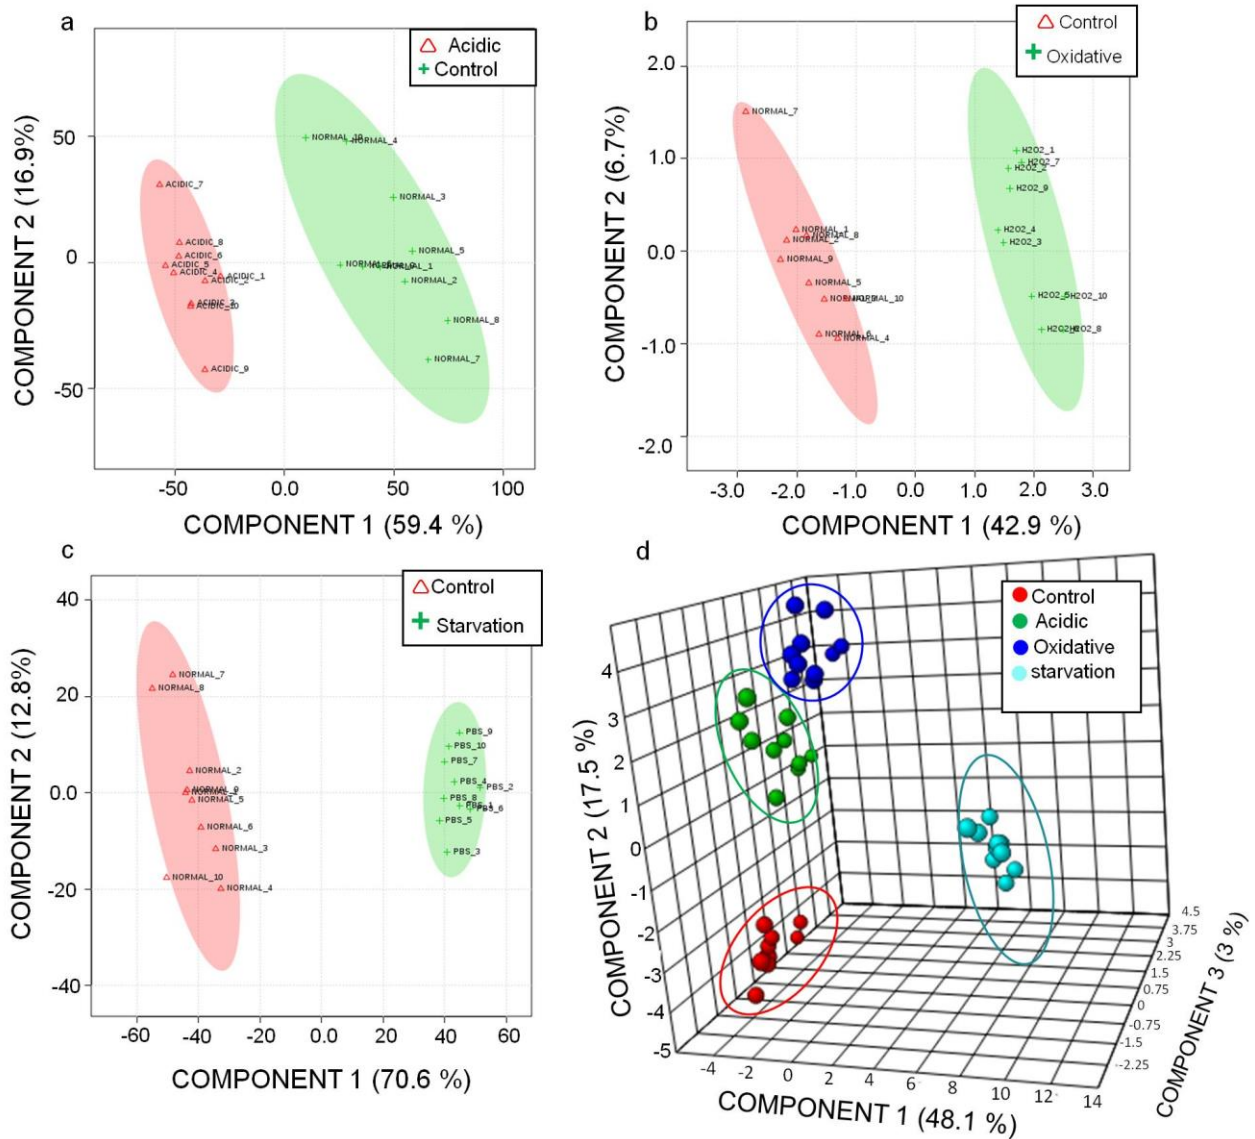 a
Acidic
Control
COMPONENT 2 (16.9%)
50
0
-50
NORMAL_4
NORMAL_3
NORMAL_5
NORMAL_1
NORMAL_2
NORMAL_8
NORMAL_7
ACIDIC_7
ACIDIC_8
ACIDIC_6
ACIDIC_5
ACIDIC_4
ACIDIC_1
ACIDIC_2
ACIDIC_10
ACIDIC_9
-50 0.0 50 100
COMPONENT 1 (59.4 %)
b
Control
Oxidative
COMPONENT 2 (6.7%)
2.0
1.0
0.0
-1.0
-2.0
NORMAL_7
NORMAL_1
NORMAL_8
NORMAL_2
NORMAL_9
NORMAL_5
NORMAL_10
NORMAL_6
NORMAL_4
H2O2_1
H2O2_7
H2O2_2
H2O2_9
H2O2_4
H2O2_3
H2O2_5
H2O2_10
H2O2_8
-3.0 -2.0 -1.0 0.0 1.0 2.0 3.0
COMPONENT 1 (42.9 %)
c
Control
Starvation
COMPONENT 2 (12.8%)
40
20
0.0
-20
-40
NORMAL_7
NORMAL_8
NORMAL_2
NORMAL_9
NORMAL_5
NORMAL_6
NORMAL_3
NORMAL_10
NORMAL_4
PBS_9
PBS_10
PBS_7
PBS_4
PBS_2
PBS_8
PBS_1
PBS_6
PBS_5
PBS_3
-60 -40 -20 0.0 20 40 60
COMPONENT 1 (70.6 %)
d
Control
Acidic
Oxidative
starvation
COMPONENT 2 (17.5 %)
4
3
2
1
0
-1
-2
-3
-4
-5
-4 -2 0 2 4 6 8 10 12 14
COMPONENT 1 (48.1 %)
4.5
3.75
3
2.25
1.5
0.75
0
-0.75
-1.5
-2.25
COMPONENT 3 (3 %)